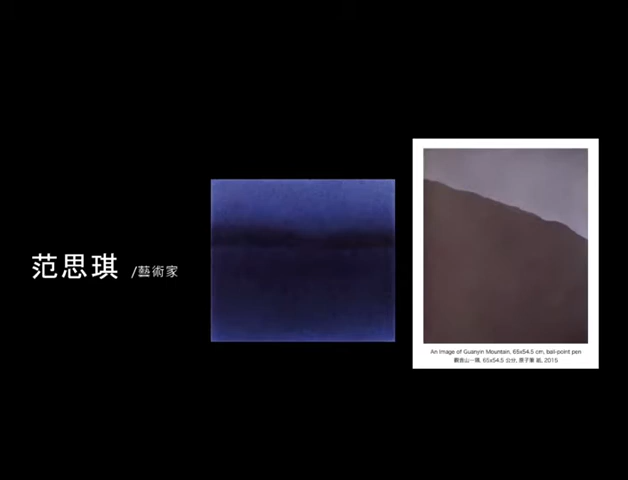 范思琪 /藝術家
An Image of Guanyin Mountain, 65x54.5 cm, ball-point pen
觀音山一隅, 65x54.5 公分, 原子筆 紙, 2015